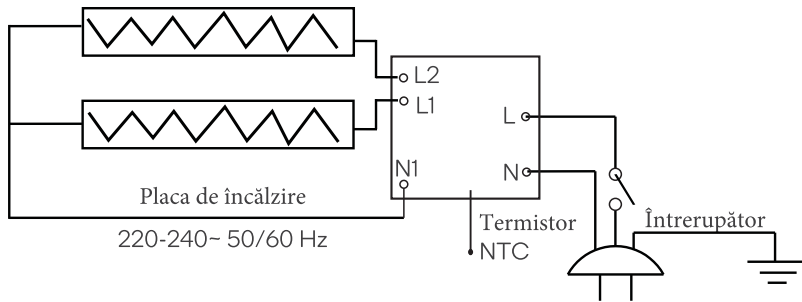 L2
L1
L
N1
N
Placa de încălzire
220-240~ 50/60 Hz
Termistor
NTC
Întrerupător